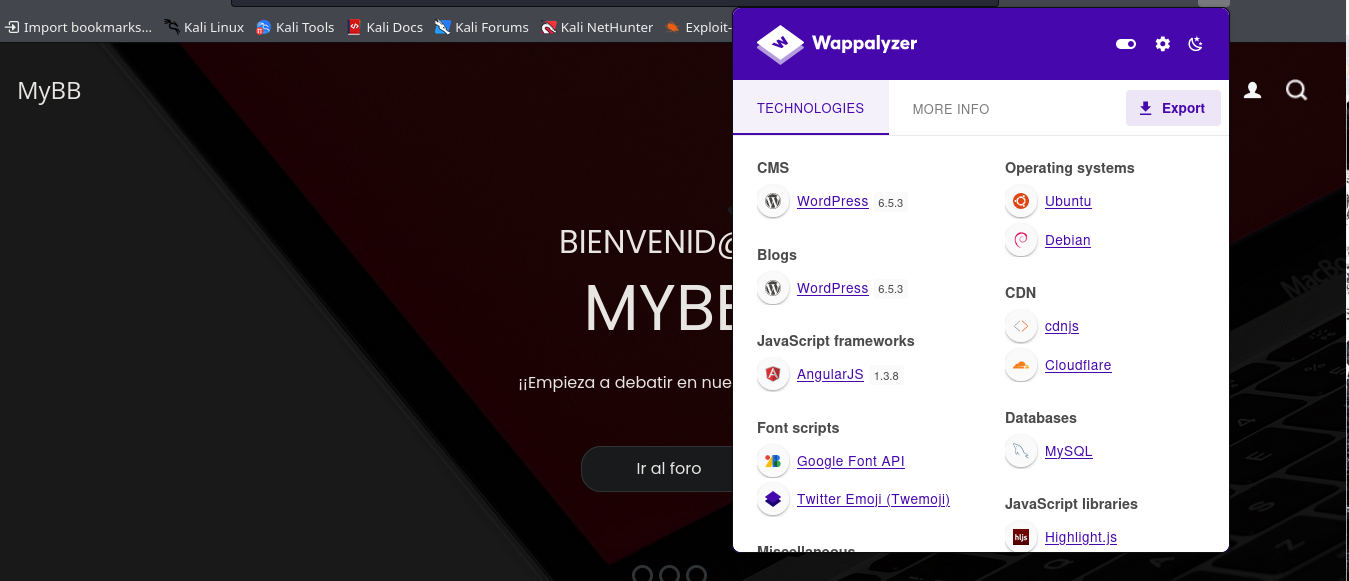 Import bookmarks...
Kali Linux
Kali Tools
Kali Docs
Kali Forums
Kali NetHunter
Exploit-
MyBB
BIENVENID@
MYBB
¡¡Empieza a debatir en nue
Ir al foro
Wappalyzer
TECHNOLOGIES
MORE INFO
Export
CMS
WordPress 6.5.3
Blogs
WordPress 6.5.3
JavaScript frameworks
AngularJS 1.3.8
Font scripts
Google Font API
Twitter Emoji (Twemoji)
Miscellaneous
Operating systems
Ubuntu
Debian
CDN
cdnjs
Cloudflare
Databases
MySQL
JavaScript libraries
hljs Highlight.js